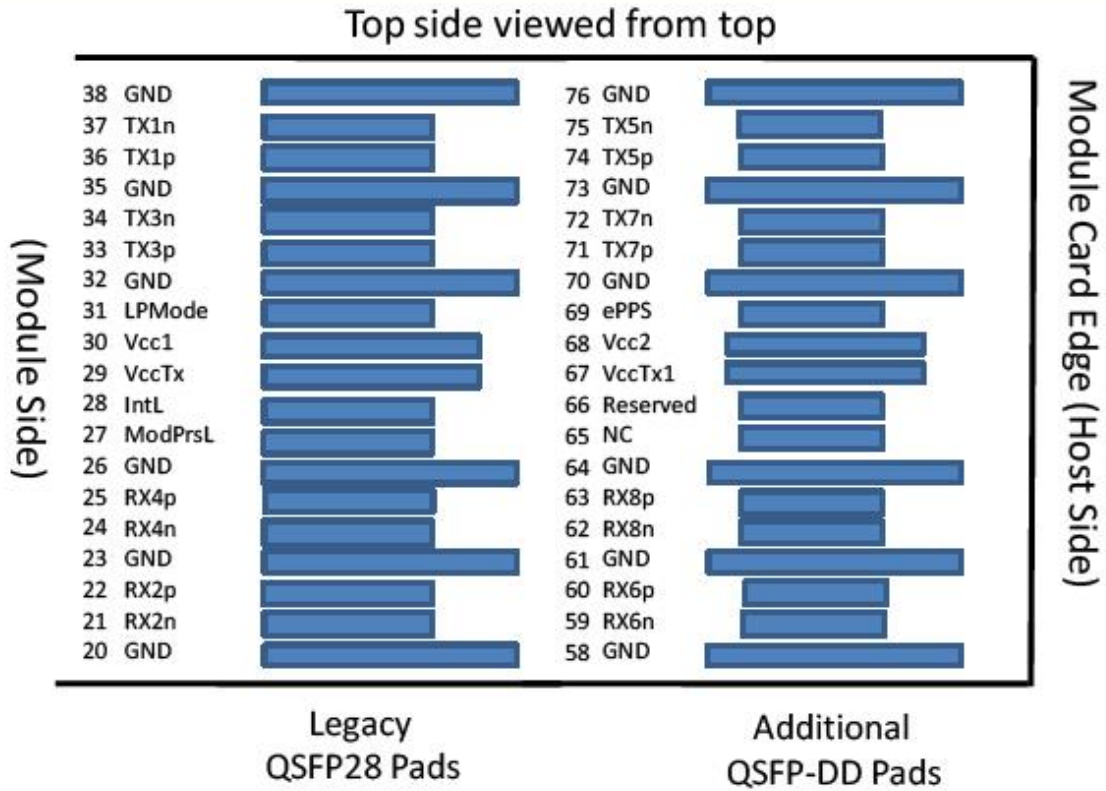 Top side viewed from top
38 GND
37 TX1n
36 TX1p
35 GND
34 TX3n
33 TX3p
32 GND
31 LPMode
30 Vcc1
29 VccTx
28 IntL
27 ModPrsL
26 GND
25 RX4p
24 RX4n
23 GND
22 RX2p
21 RX2n
20 GND
76 GND
75 TX5n
74 TX5p
73 GND
72 TX7n
71 TX7p
70 GND
69 ePPS
68 Vcc2
67 VccTx1
66 Reserved
65 NC
64 GND
63 RX8p
62 RX8n
61 GND
60 RX6p
59 RX6n
58 GND
(Module Side)
Module Card Edge (Host Side)
Legacy
QSFP28 Pads
Additional
QSFP-DD Pads